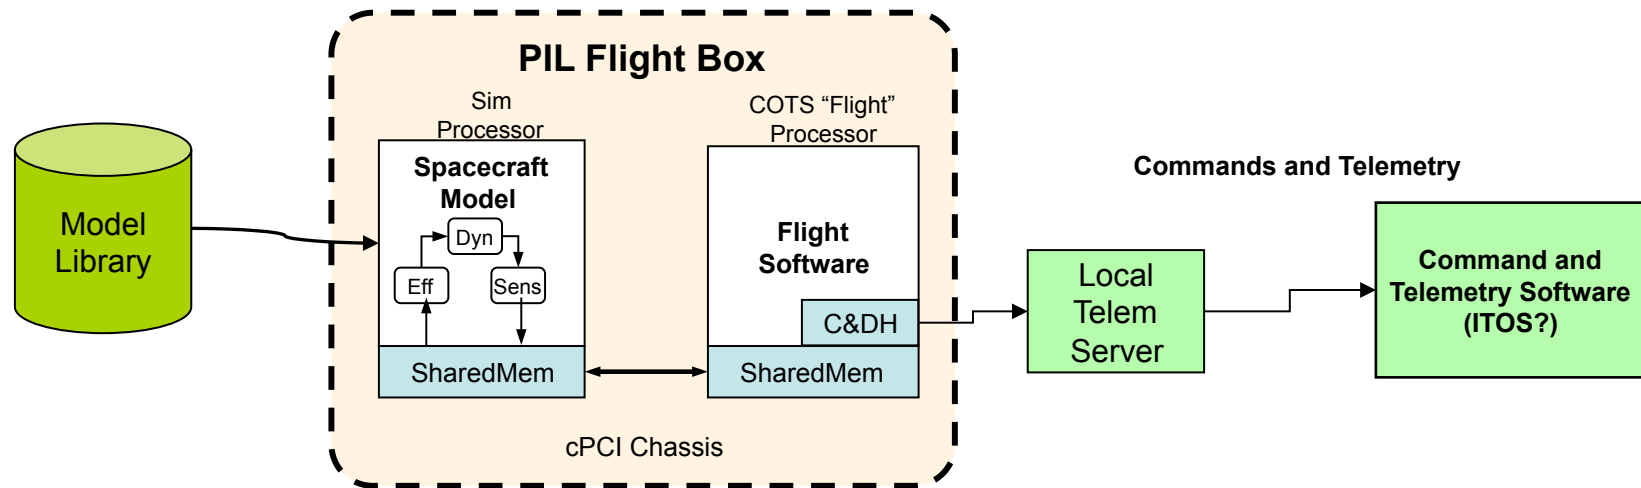 PIL Flight Box
Sim
Processor
COTS “Flight”
Processor
Model
Library
Spacecraft
Model
Dyn
Eff
Sens
SharedMem
Flight
Software
C&DH
SharedMem
cPCI Chassis
Commands and Telemetry
Local
Telem
Server
Command and
Telemetry Software
(ITOS?)